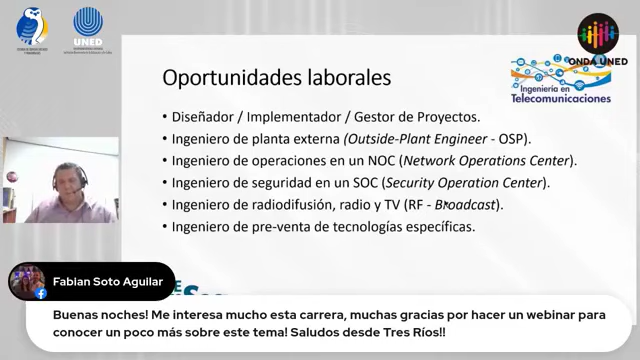 UNED
ONDA UNED
Ingeniería en
Telecomunicaciones
Oportunidades laborales
• Diseñador / Implementador / Gestor de Proyectos.
• Ingeniero de planta externa (Outside-Plant Engineer - OSP).
• Ingeniero de operaciones en un NOC (Network Operations Center).
• Ingeniero de seguridad en un SOC (Security Operation Center).
• Ingeniero de radiodifusión, radio y TV (RF - Broadcast).
• Ingeniero de pre-venta de tecnologías específicas.
Fabian Soto Aguilar
Buenas noches! Me interesa mucho esta carrera, muchas gracias por hacer un webinar para
conocer un poco más sobre este tema! Saludos desde Tres Ríos!!